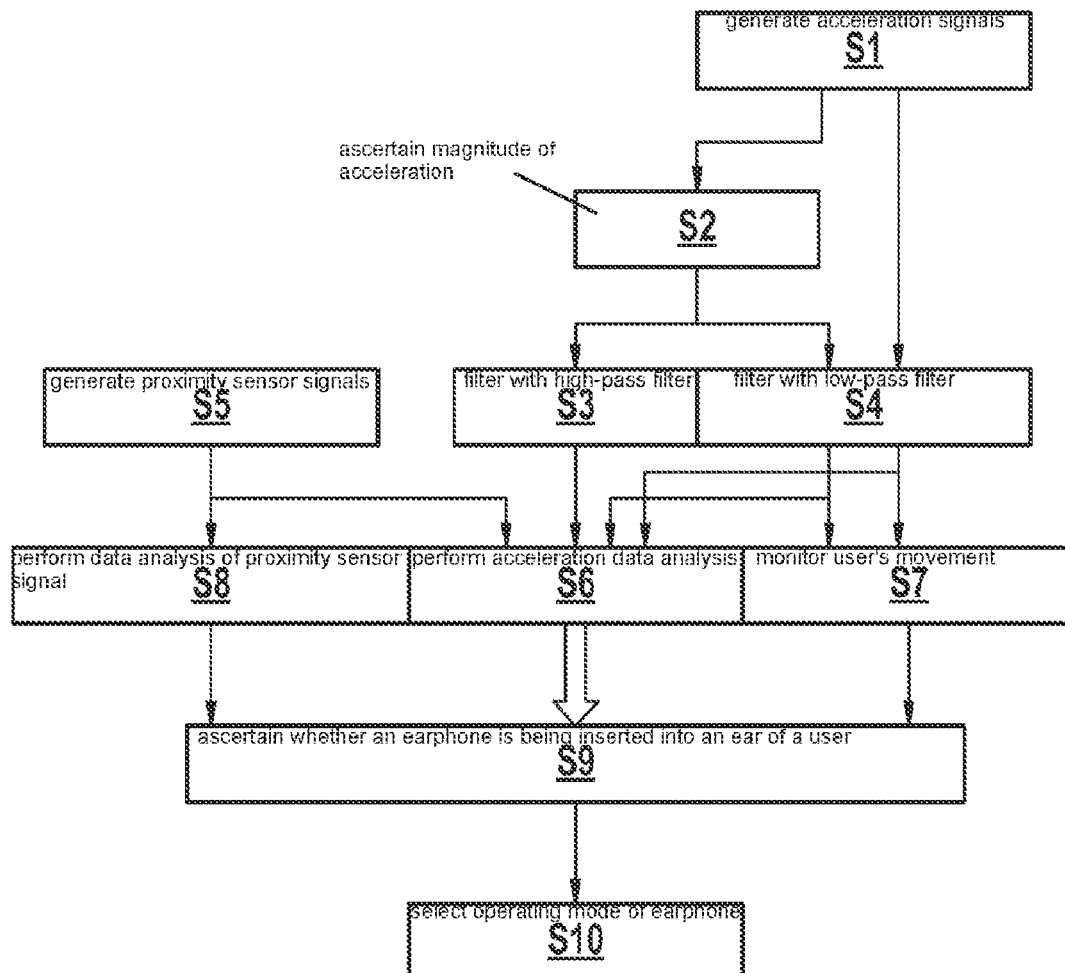 generate acceleration signals
S1
ascertain magnitude of
acceleration
S2
generate proximity sensor signals
S5
filter with high-pass filter
S3
filter with low-pass filter
S4
perform data analysis of proximity sensor
signal
S8
perform acceleration data analysis
S6
monitor user's movement
S7
ascertain whether an earphone is being inserted into an ear of a user
S9
select operating mode of earphone
S10